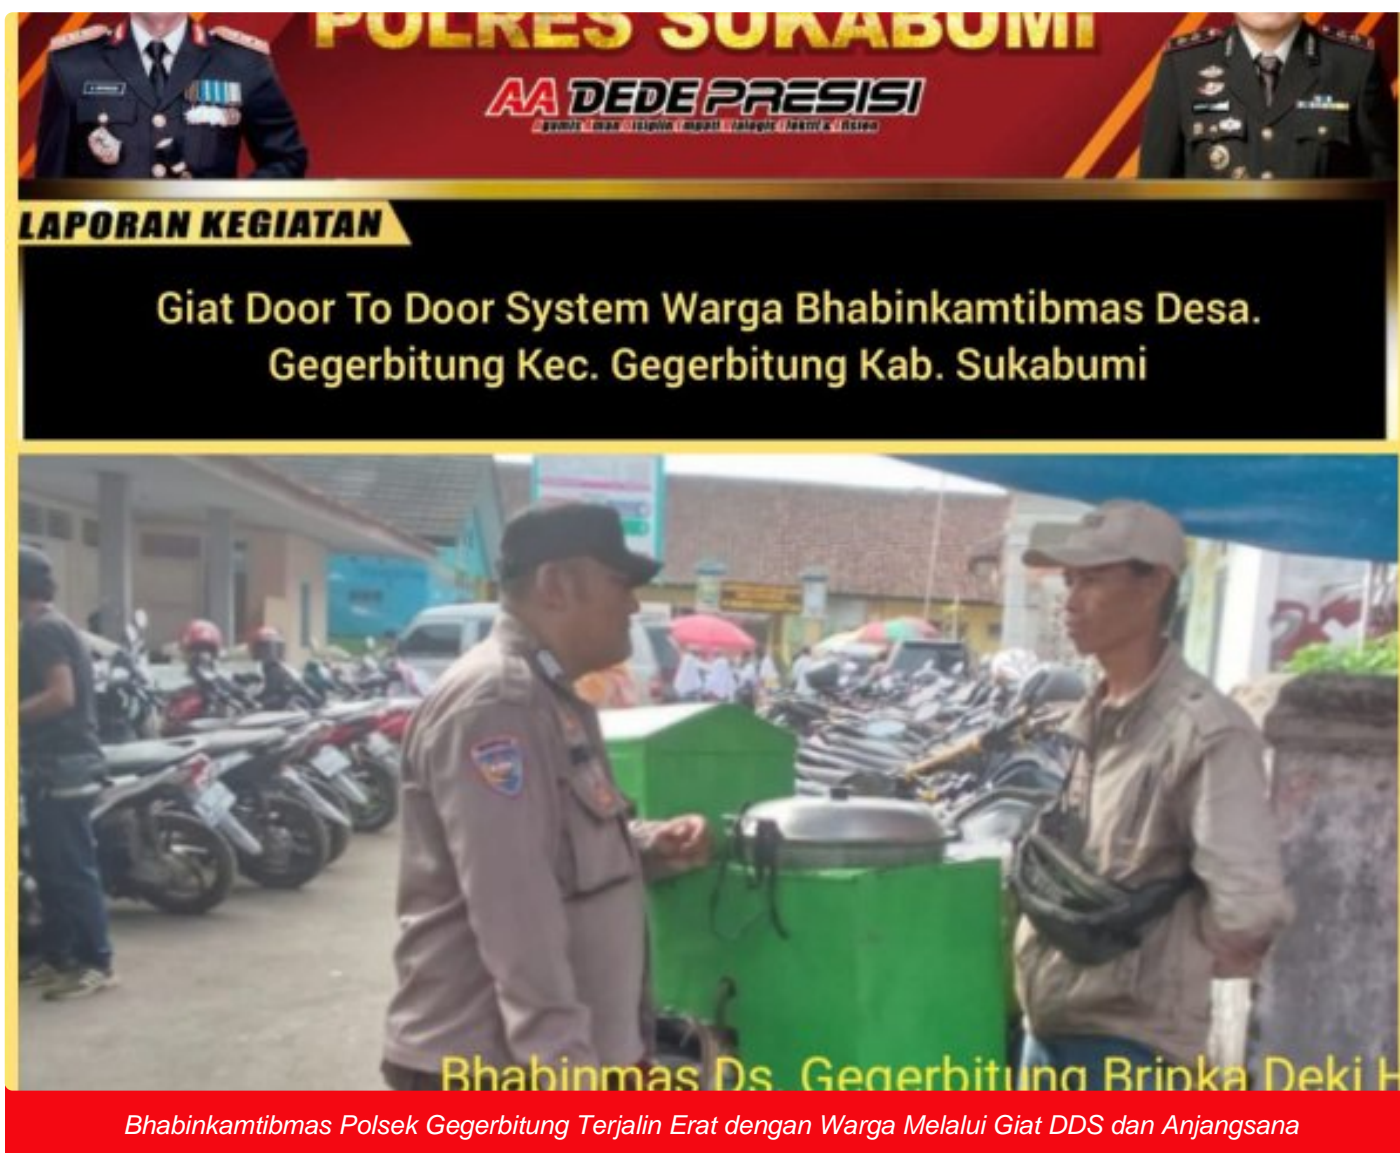 POLRES SUKABUMI
AA DEDE PRESISI
LAPORAN KEGIATAN
Giat Door To Door System Warga Bhabinkamtibmas Desa.
Gegerbitung Kec. Gegerbitung Kab. Sukabumi
Bhabinmas Ds. Gegerbitung Bripka Deki H
Bhabinkamtibmas Polsek Gegerbitung Terjalin Erat dengan Warga Melalui Giat DDS dan Anjangsana